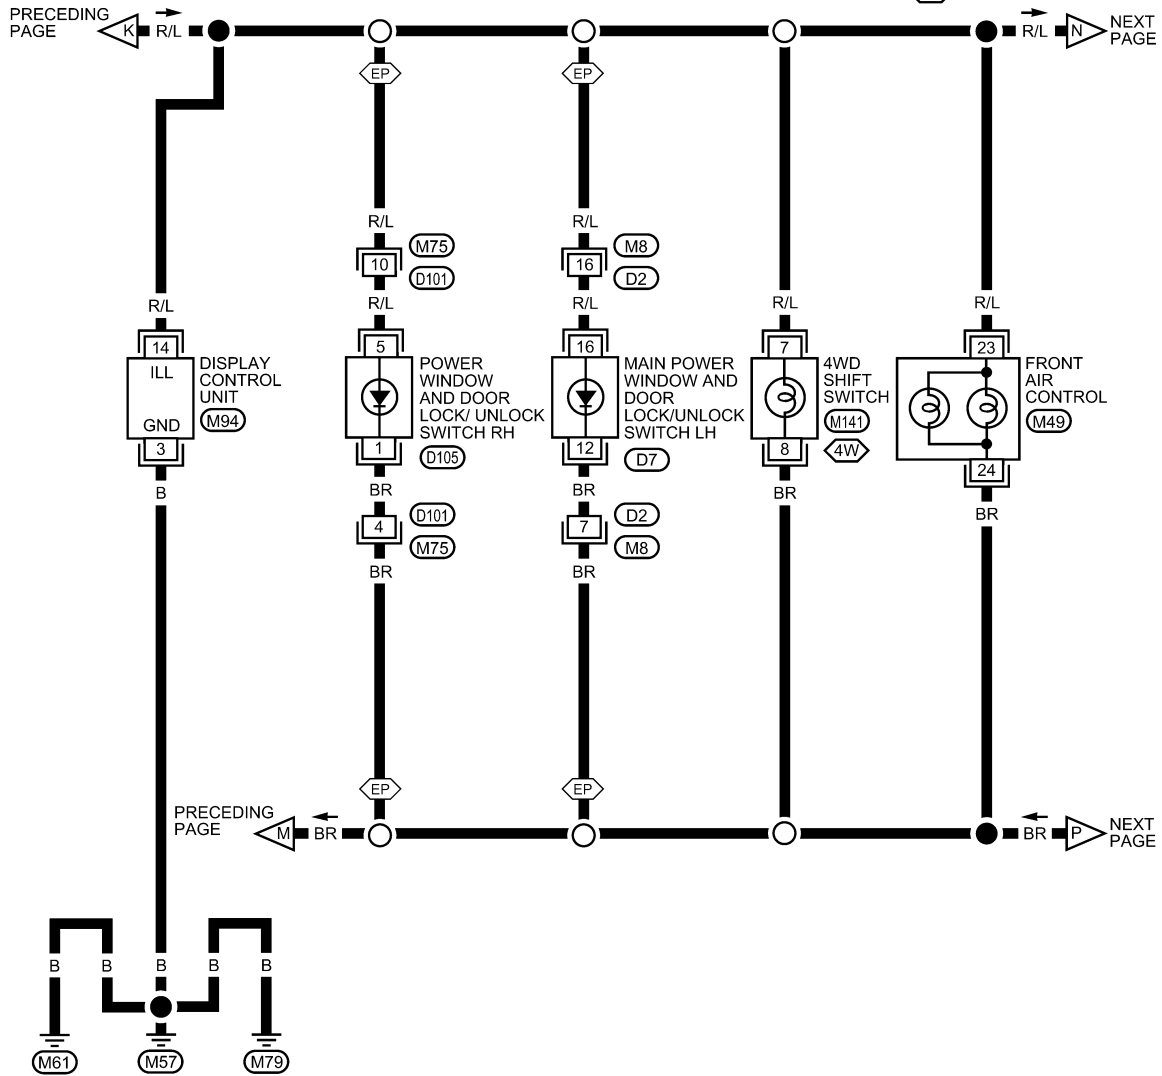 PRECEDING
PAGE
K
R/L
R/L
N
NEXT
PAGE
EP
EP
R/L
R/L
M75
M8
10
16
D101
D2
R/L
R/L
R/L
R/L
R/L
14
5
16
7
23
ILL
GND
3
DISPLAY
CONTROL
UNIT
M94
POWER
WINDOW
AND DOOR
LOCK/ UNLOCK
SWITCH RH
D105
1
MAIN POWER
WINDOW AND
DOOR
LOCK/UNLOCK
SWITCH LH
D7
12
4WD
SHIFT
SWITCH
M141
4W
8
FRONT
AIR
CONTROL
M49
24
B
BR
BR
BR
BR
D101
D2
4
7
M75
M8
BR
BR
EP
EP
PRECEDING
PAGE
M
BR
BR
P
NEXT
PAGE
B
B
B
B
B
M61
M57
M79